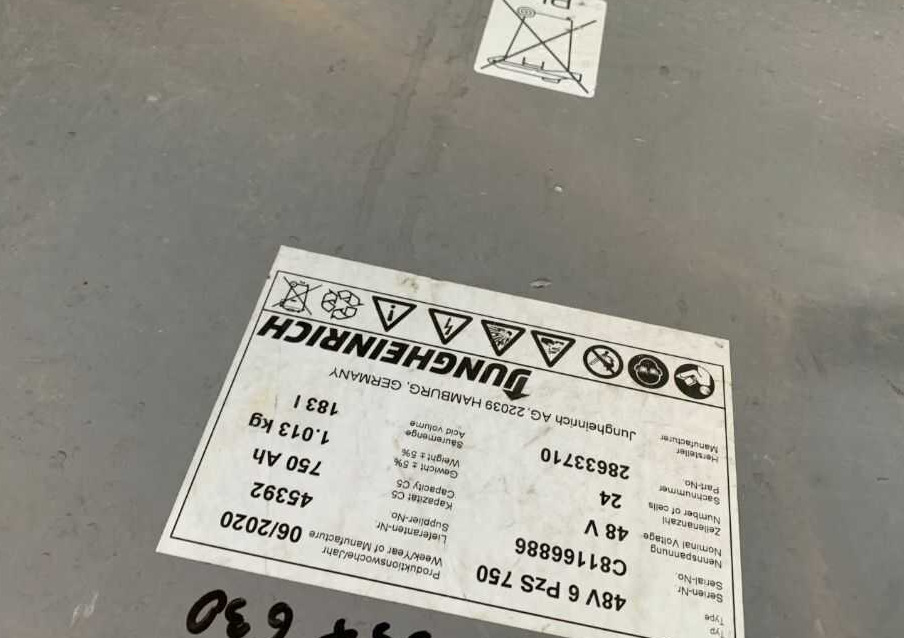 Typ
Type
48V 6 PzS 750
Produktionswoche/Jahr
Week/Year of Manufacture
06/2020
Serien-Nr
Serial-No.
C81166886
Lieferanten-Nr.
Supplier-No.
45392
Nennspannung
Nominal Voltage
48 V
Kapazität C5
Capacity C5
750 Ah
Zellenanzahl
Number of cells
24
Gewicht ± 5%
Weight ± 5%
1.013 kg
Sachnummer
Part-No.
28633710
Säuremenge
Acid volume
183 l
Hersteller
Manufacturer
Jungheinrich AG, 22039 HAMBURG, GERMANY
JUNGHEINRICH